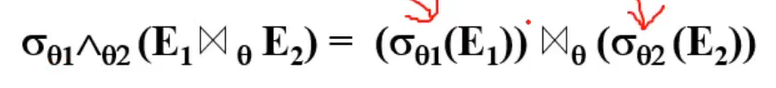 σθ1∧θ2 (E1 ⋈ θ E2) = (σθ1(E1)) ⋈θ (σθ2 (E2))